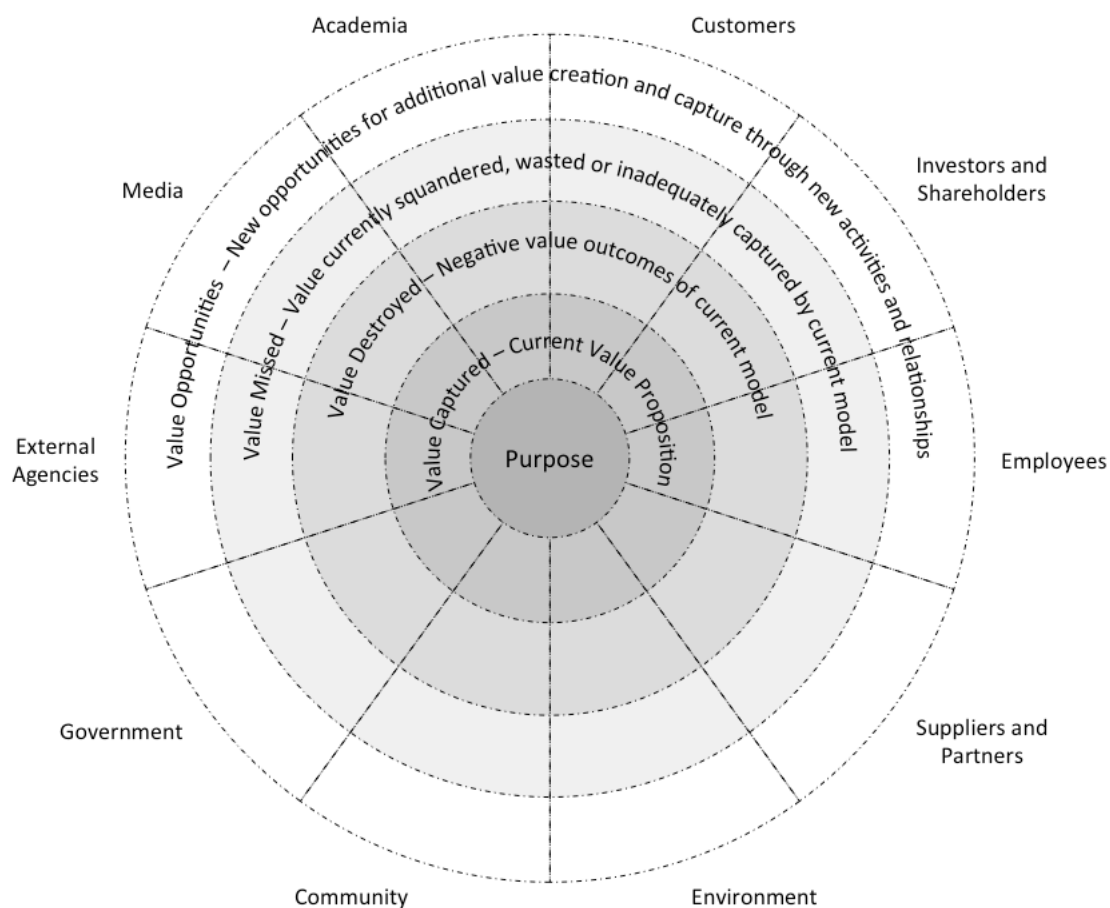 Academia
Customers
Media
Investors and
Shareholders
Value Opportunities – New opportunities for additional value creation and capture through new activities and relationships
Value Missed – Value currently squandered, wasted or inadequately captured by current model
Value Destroyed – Negative value outcomes of current model
Value Captured – Current Value Proposition
Purpose
External
Agencies
Employees
Government
Suppliers and
Partners
Community
Environment